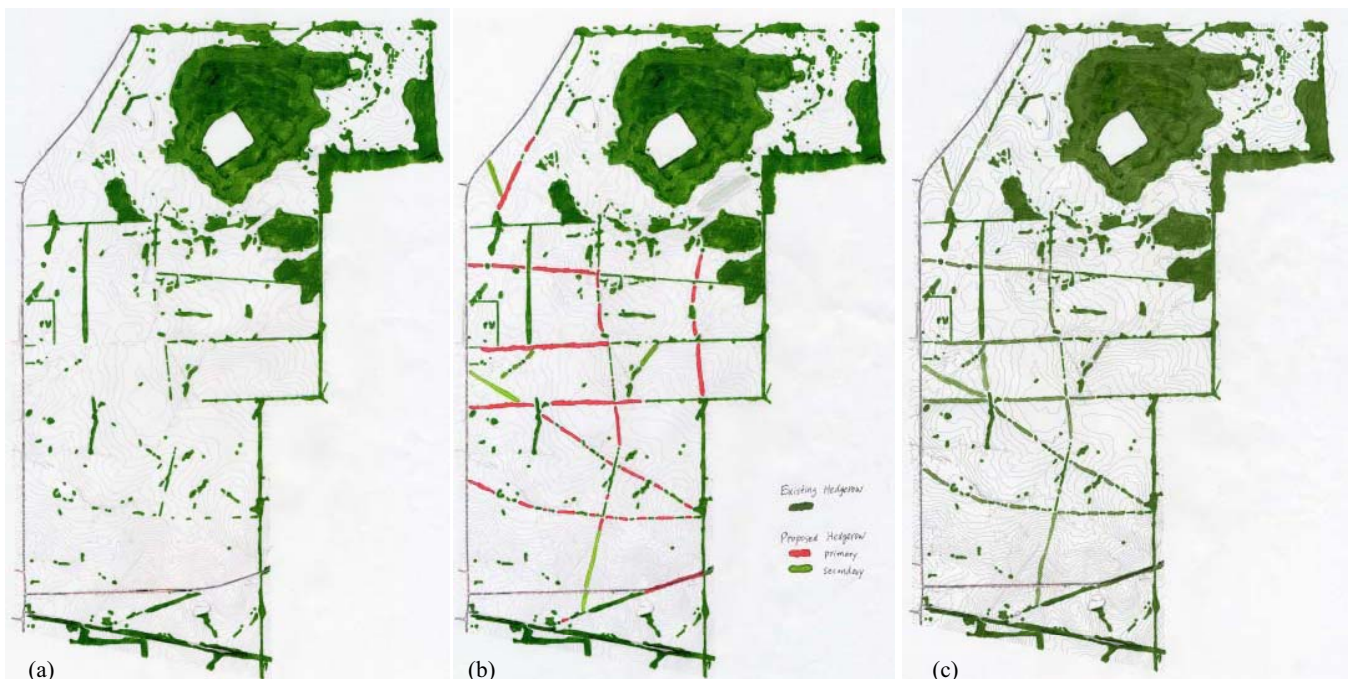 Existing Hedgerow
Proposed Hedgerow
primary
secondary
(a)
(b)
(c)